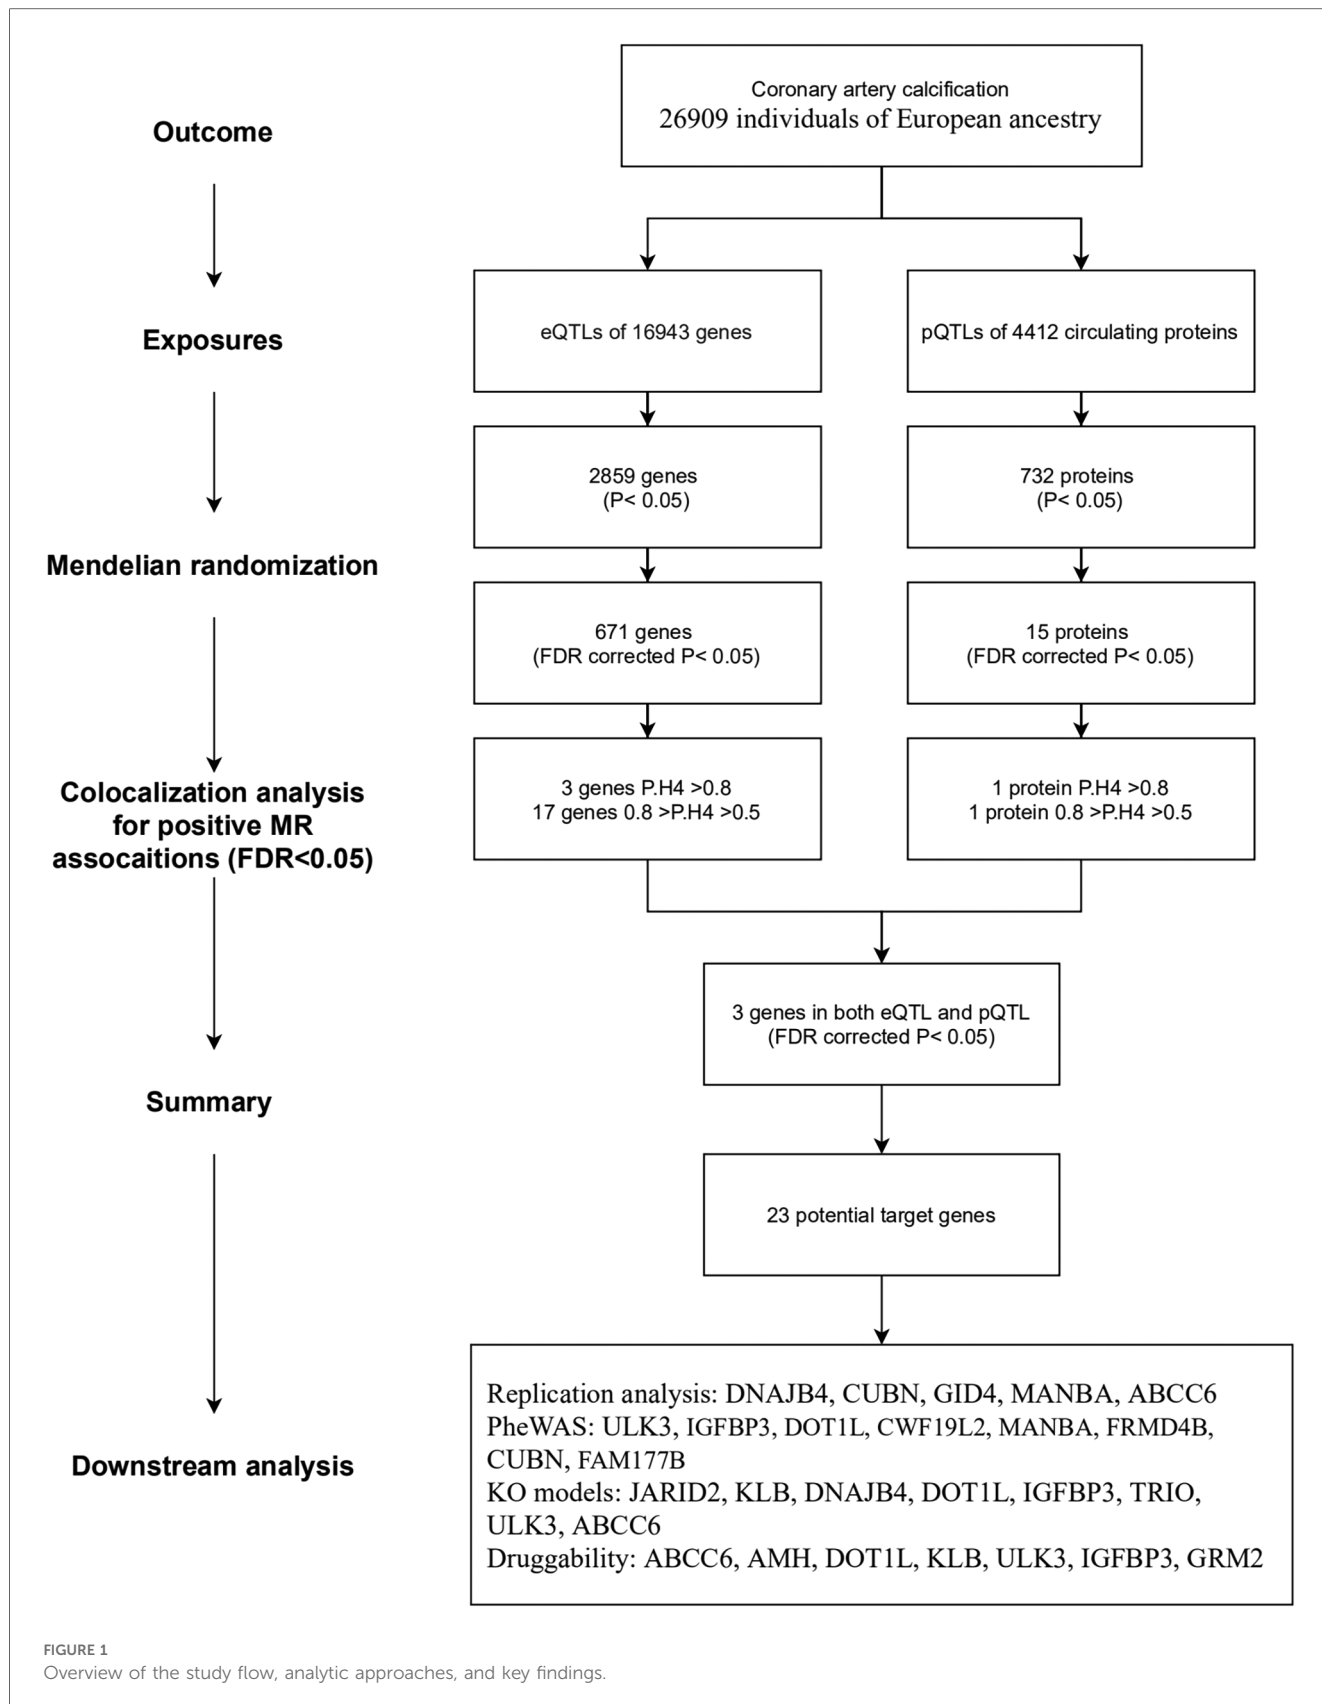 Outcome
Coronary artery calcification
26909 individuals of European ancestry
Exposures
eQTLs of 16943 genes
pQTLs of 4412 circulating proteins
2859 genes
(P< 0.05)
732 proteins
(P< 0.05)
Mendelian randomization
671 genes
(FDR corrected P< 0.05)
15 proteins
(FDR corrected P< 0.05)
Colocalization analysis
for positive MR
assocaitions (FDR<0.05)
3 genes P.H4 >0.8
17 genes 0.8 >P.H4 >0.5
1 protein P.H4 >0.8
1 protein 0.8 >P.H4 >0.5
3 genes in both eQTL and pQTL
(FDR corrected P< 0.05)
Summary
23 potential target genes
Downstream analysis
Replication analysis: DNAJB4, CUBN, GID4, MANBA, ABCC6
PheWAS: ULK3, IGFBP3, DOT1L, CWF19L2, MANBA, FRMD4B,
CUBN, FAM177B
KO models: JARID2, KLB, DNAJB4, DOT1L, IGFBP3, TRIO,
ULK3, ABCC6
Druggability: ABCC6, AMH, DOT1L, KLB, ULK3, IGFBP3, GRM2
FIGURE 1
Overview of the study flow, analytic approaches, and key findings.